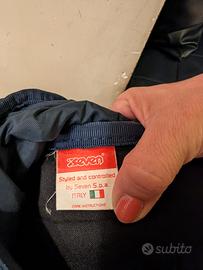 seven
Styled and controlled
by Seven S.p.a.
ITALY
CARE INSTRUCTIONS
subito